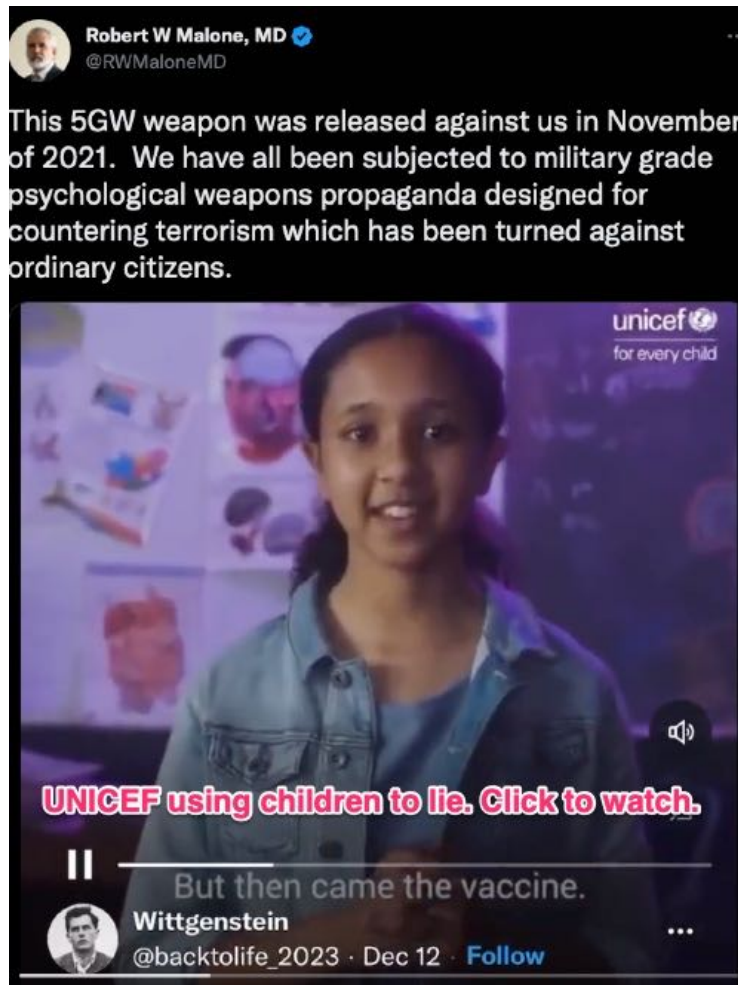 Robert W Malone, MD
@RWMaloneMD
This 5GW weapon was released against us in November
of 2021.  We have all been subjected to military grade
psychological weapons propaganda designed for
countering terrorism which has been turned against
ordinary citizens.
unicef
for every child
UNICEF using children to lie. Click to watch.
But then came the vaccine.
Wittgenstein
@backtolife_2023 · Dec 12 · Follow